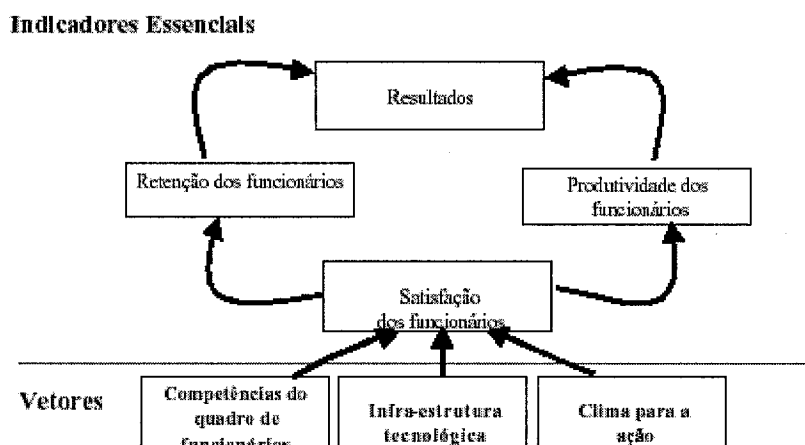 Indicadores Essenciais
Resultados
Retenção dos funcionários
Produtividade dos
funcionários
Satisfação
dos funcionários
Vetores
Competências do
quadro de
funcionários
Infra-estrutura
tecnológica
Clima para a
ação